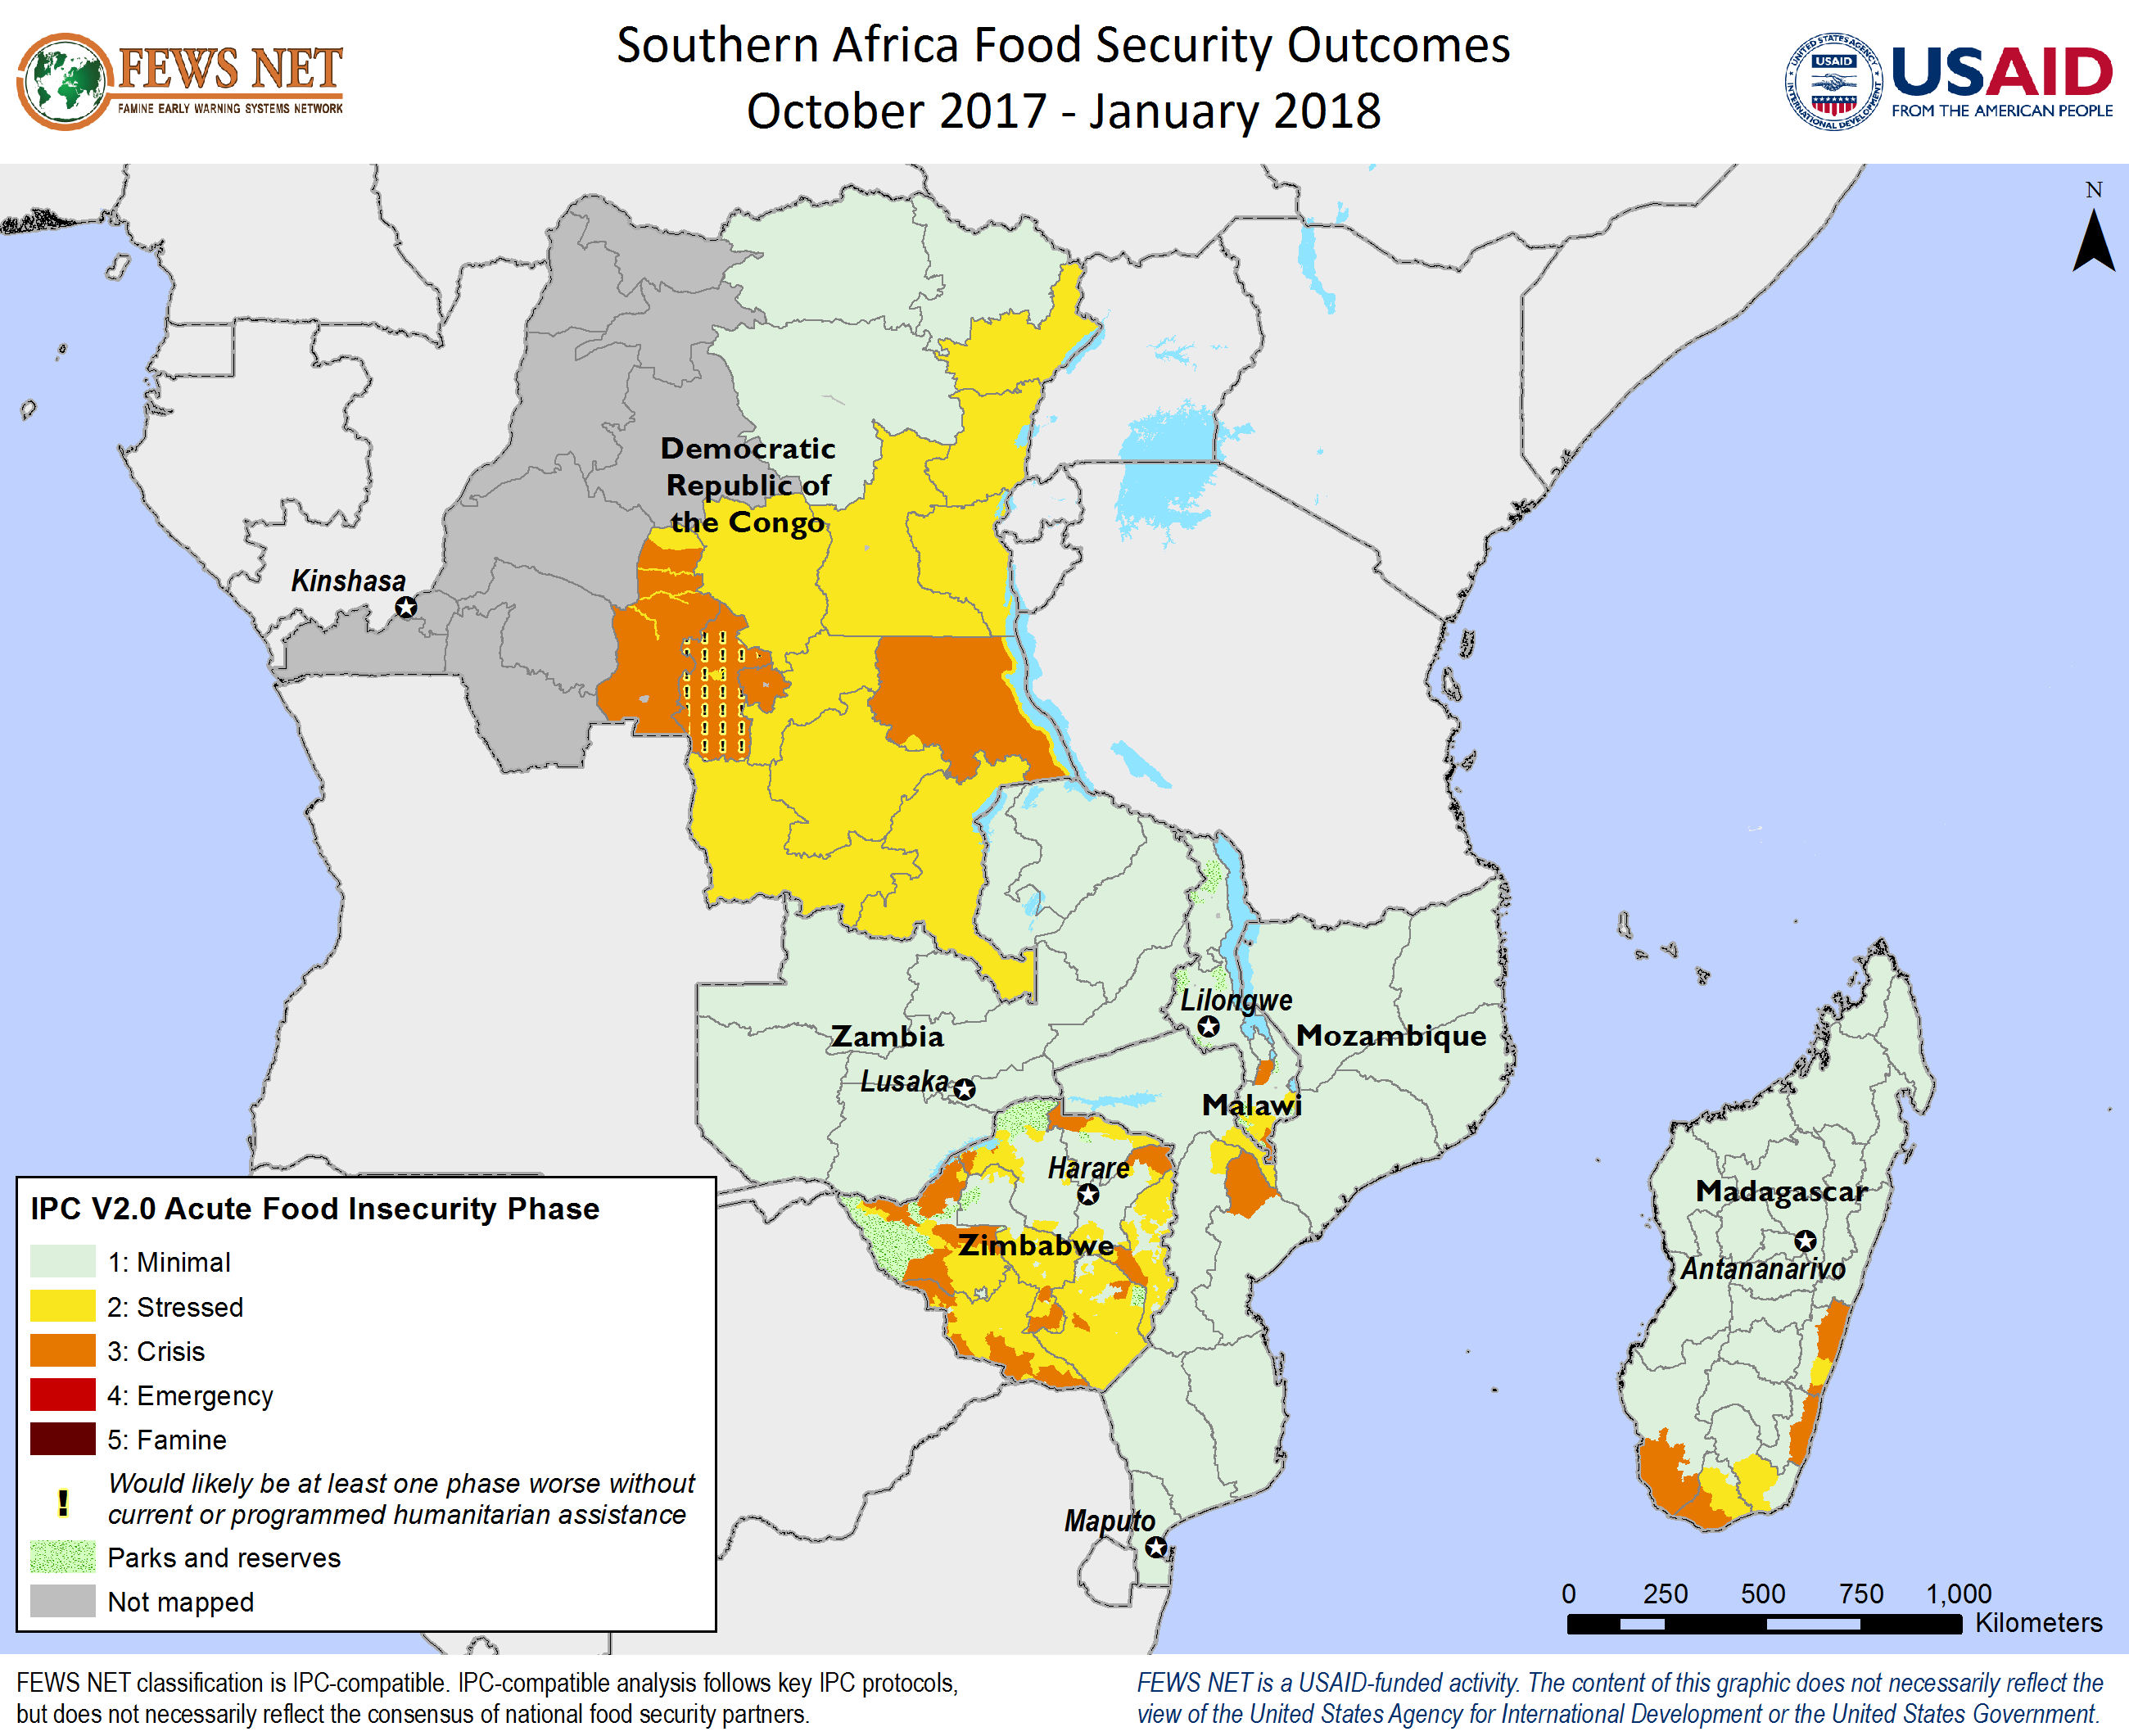 FEWS NET
FAMINE EARLY WARNING SYSTEMS NETWORK
Southern Africa Food Security Outcomes
October 2017 - January 2018
UNITED STATES AGENCY
INTERNATIONAL DEVELOPMENT
USAID
USAID
FROM THE AMERICAN PEOPLE
N
Democratic
Republic of
the Congo
Kinshasa
Lilongwe
Mozambique
Zambia
Lusaka
Malawi
Harare
Zimbabwe
Madagascar
Antananarivo
Maputo
IPC V2.0 Acute Food Insecurity Phase
1: Minimal
2: Stressed
3: Crisis
4: Emergency
5: Famine
! Would likely be at least one phase worse without
current or programmed humanitarian assistance
Parks and reserves
Not mapped
0 250 500 750 1,000
Kilometers
FEWS NET classification is IPC-compatible. IPC-compatible analysis follows key IPC protocols,
but does not necessarily reflect the consensus of national food security partners.
FEWS NET is a USAID-funded activity. The content of this graphic does not necessarily reflect the
view of the United States Agency for International Development or the United States Government.